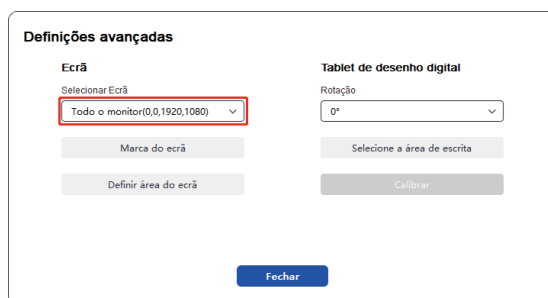 Definições avançadas
Ecrã
Selecionar Ecrã
Todo o monitor(0,0,1920,1080)
Marca do ecrã
Definir área do ecrã
Tablet de desenho digital
Rotação
0°
Selecione a área de escrita
Calibrar
Fechar